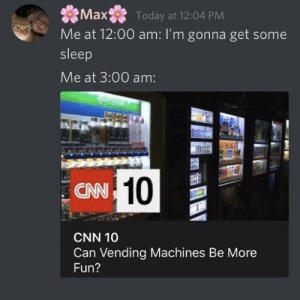 Max Today at 12:04 PM
Me at 12:00 am: I'm gonna get some
sleep
Me at 3:00 am:
CNN 10
CNN 10
Can Vending Machines Be More
Fun?